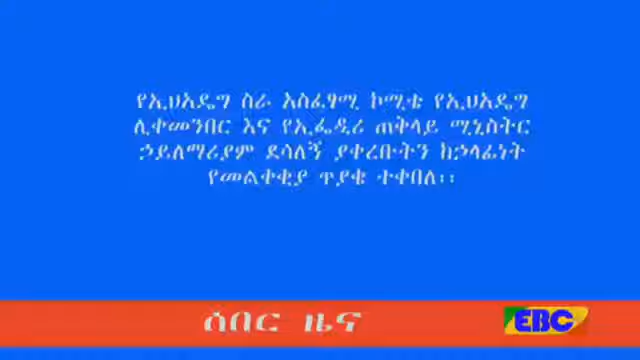 የኢህአዴግ ስራ አስፈፃሚ ኮሚቴ የኢህአዴግ
ሊቀመንበር እና የኢፌዲሪ ጠቅላይ ሚኒስትር
ኃይለማሪያም ደሳለኝ ያቀረቡትን ከኃላፊነት
የመልቀቂያ ጥያቄ ተቀበለ፡፡
ሰበር ዜና
EBC